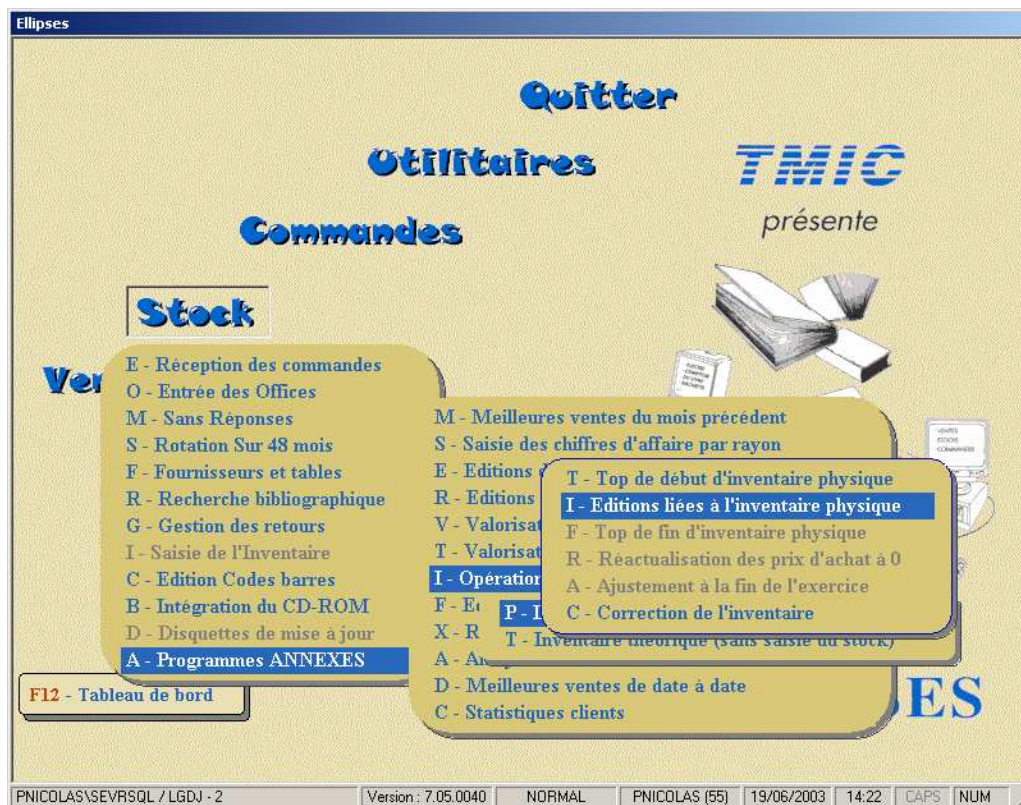 Ellipses
Quitter
Utilitaires
TMIC
présente
Commandes
Stock
E - Réception des commandes
O - Entrée des Offices
M - Sans Réponses
S - Rotation Sur 48 mois
F - Fournisseurs et tables
R - Recherche bibliographique
G - Gestion des retours
I - Saisie de l'Inventaire
C - Edition Codes barres
B - Intégration du CD-ROM
D - Disquettes de mise à jour
A - Programmes ANNEXES
F12 - Tableau de bord
M - Meilleures ventes du mois précédent
S - Saisie des chiffres d'affaire par rayon
E - Editions
R - Editions
V -
T -
I -
F -
X -
A -
D - Meilleures ventes de date à date
C - Statistiques clients
P -
T - Inventaire théorique (sans saisie du stock)
T - Top de début d'inventaire physique
I - Editions liées à l'inventaire physique
F - Top de fin d'inventaire physique
R - Réactualisation des prix d'achat à 0
A - Ajustement à la fin de l'exercice
C - Correction de l'inventaire
VENTES
STOCKS
COMMANDES
PNICOLAS\SEVRSQL / LGDJ - 2
Version : 7.05.0040
NORMAL
PNICOLAS (55)
19/06/2003
14:22
CAPS
NUM